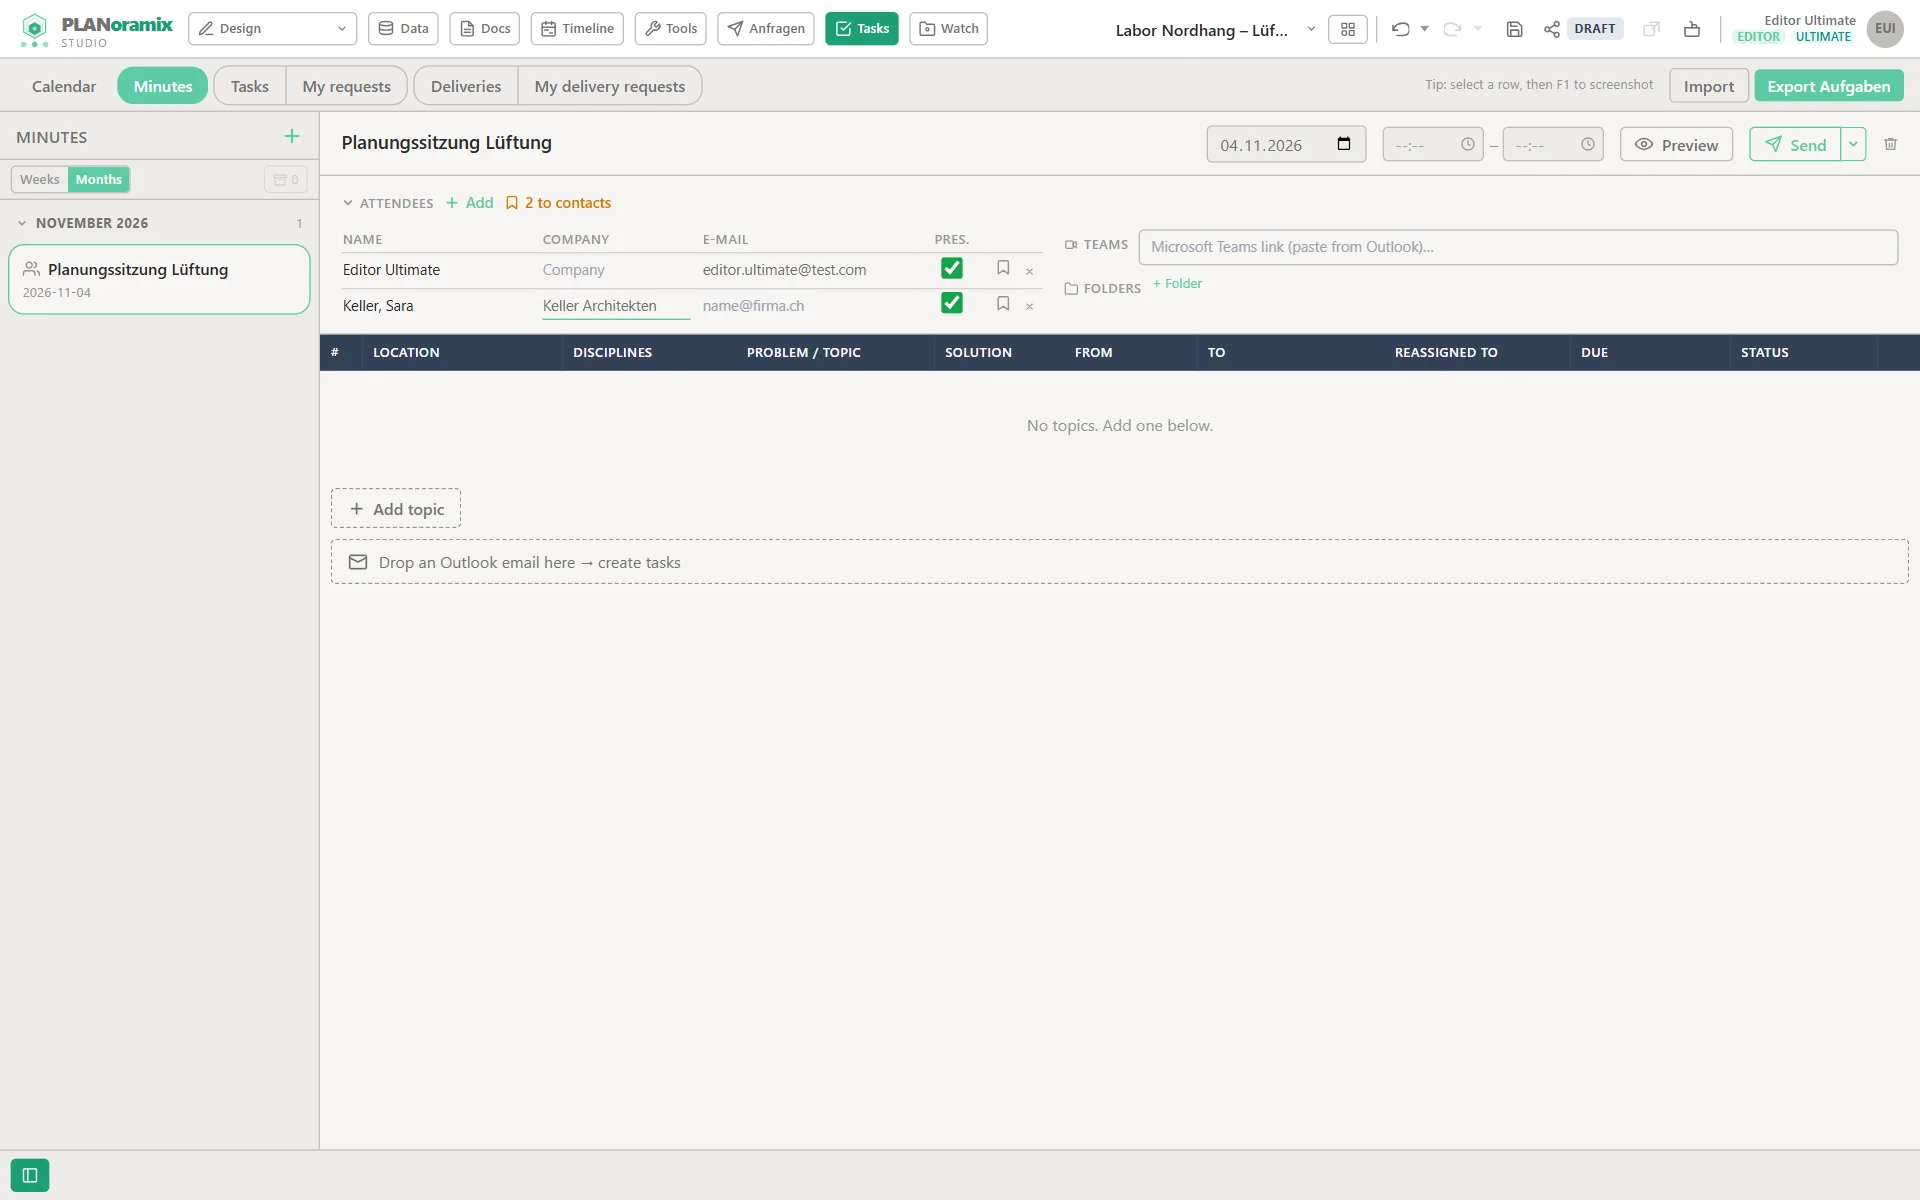 PLANoramix
STUDIO
Design
Data
Docs
Timeline
Tools
Anfragen
Tasks
Watch
Labor Nordhang – Lüf...
DRAFT
Editor Ultimate
EDITOR ULTIMATE
EUI
Calendar
Minutes
Tasks
My requests
Deliveries
My delivery requests
Tip: select a row, then F1 to screenshot
Import
Export Aufgaben
MINUTES
Weeks
Months
0
NOVEMBER 2026
1
Planungssitzung Lüftung
2026-11-04
Planungssitzung Lüftung
04.11.2026
--:--
–
--:--
Preview
Send
ATTENDEES
+ Add
2 to contacts
NAME COMPANY E-MAIL PRES.
Editor Ultimate Company editor.ultimate@test.com ×
Keller, Sara Keller Architekten name@firma.ch ×
TEAMS
Microsoft Teams link (paste from Outlook)...
FOLDERS
+ Folder
# LOCATION DISCIPLINES PROBLEM / TOPIC SOLUTION FROM TO REASSIGNED TO DUE STATUS
No topics. Add one below.
+ Add topic
Drop an Outlook email here → create tasks